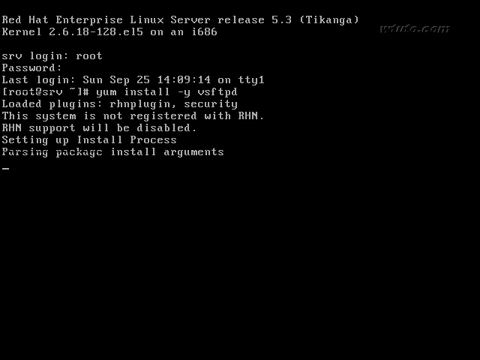 Red Hat Enterprise Linux Server release 5.3 (Tikanga)
Kernel 2.6.18-128.el5 on an i686
srv login: root
Password:
Last login: Sun Sep 25 14:09:14 on tty1
[root@srv ~]# yum install -y vsftpd
Loaded plugins: rhnplugin, security
This system is not registered with RHN.
RHN support will be disabled.
Setting up Install Process
Parsing package install arguments
_